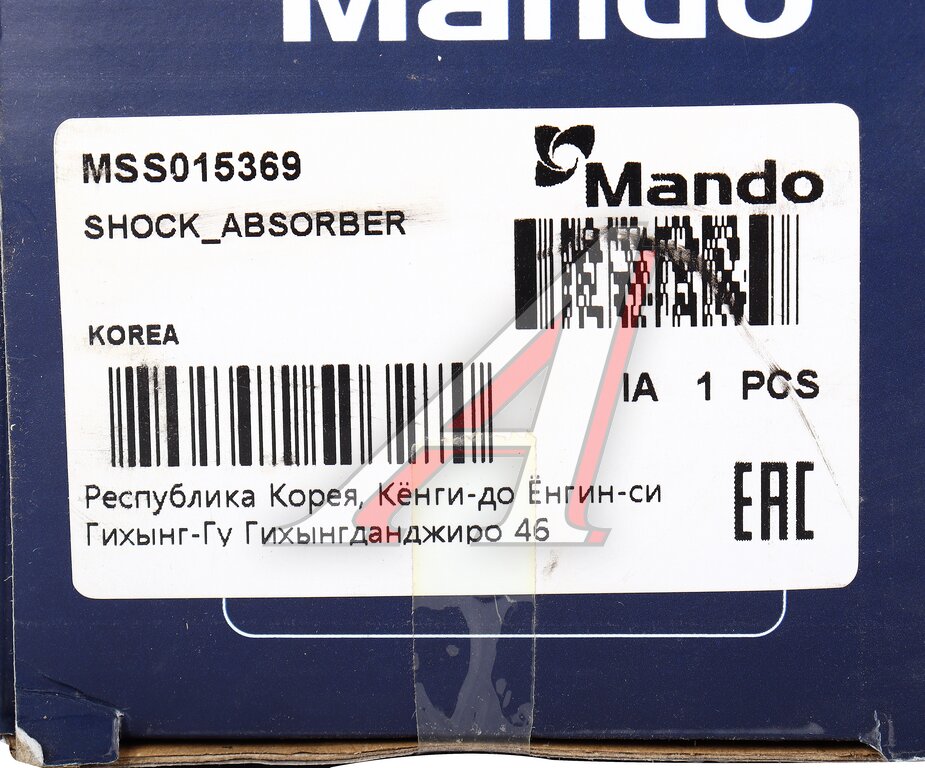 Mando
MSS015369
Mando
SHOCK_ABSORBER
KOREA
IA 1 PCS
Республика Корея, Кёнги-до Ёнгин-си
Гихынг-Гу Гихынгданджиро 46
EAC